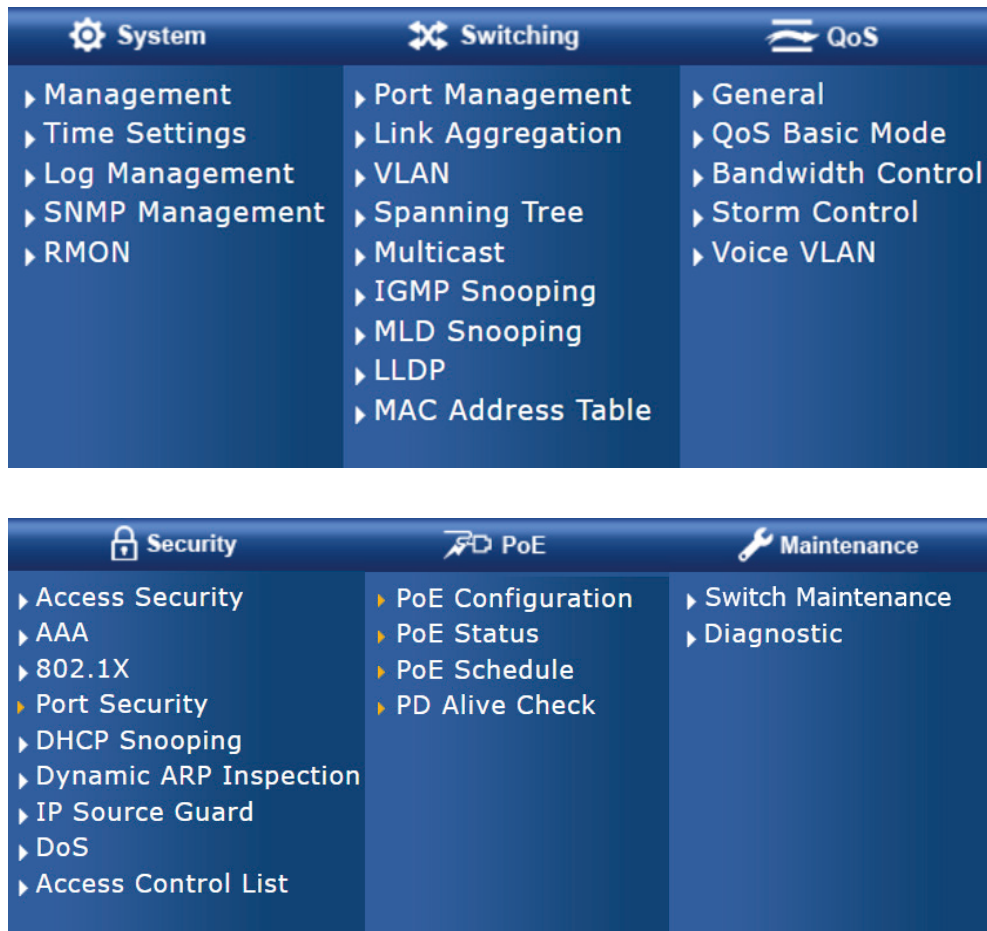 System
Management
Time Settings
Log Management
SNMP Management
RMON
Switching
Port Management
Link Aggregation
VLAN
Spanning Tree
Multicast
IGMP Snooping
MLD Snooping
LLDP
MAC Address Table
QoS
General
QoS Basic Mode
Bandwidth Control
Storm Control
Voice VLAN
Security
Access Security
AAA
802.1X
Port Security
DHCP Snooping
Dynamic ARP Inspection
IP Source Guard
DoS
Access Control List
PoE
PoE Configuration
PoE Status
PoE Schedule
PD Alive Check
Maintenance
Switch Maintenance
Diagnostic